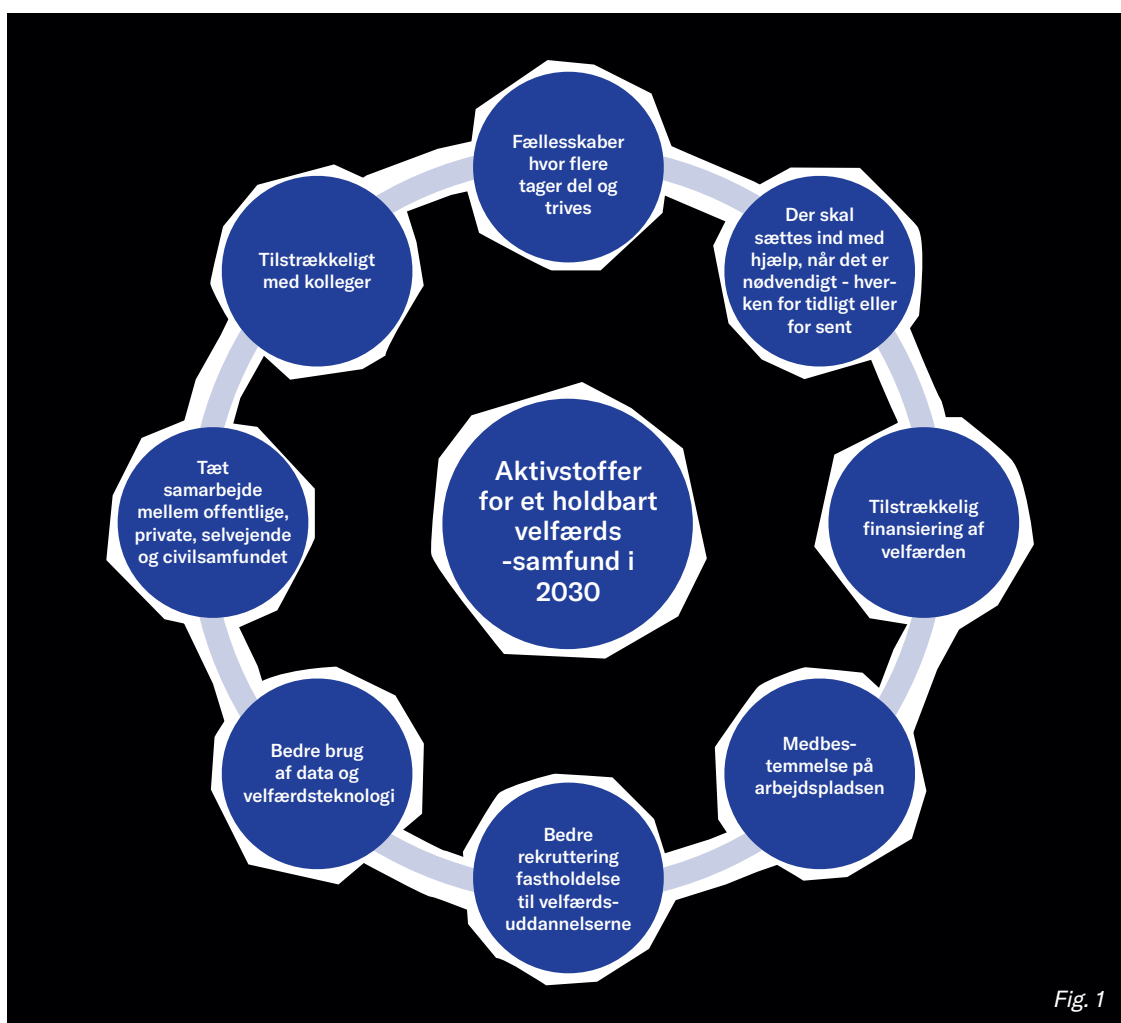 Fællesskaber
hvor flere
tager del og
trives
Der skal
sættes ind med
hjælp, når det er
nødvendigt - hver-
ken for tidligt eller
for sent
Tilstrækkelig
finansiering af
velfærden
Medbes-
temmelse på
arbejdspladsen
Bedre
rekruttering
fastholdelse
til velfærds-
uddannelserne
Bedre brug
af data og
velfærdsteknologi
Tæt
samarbejde
mellem offentlige,
private, selvejende
og civilsamfundet
Tilstrækkeligt
med kolleger
Aktivstoffer
for et holdbart
velfærds
-samfund i
2030
Fig. 1